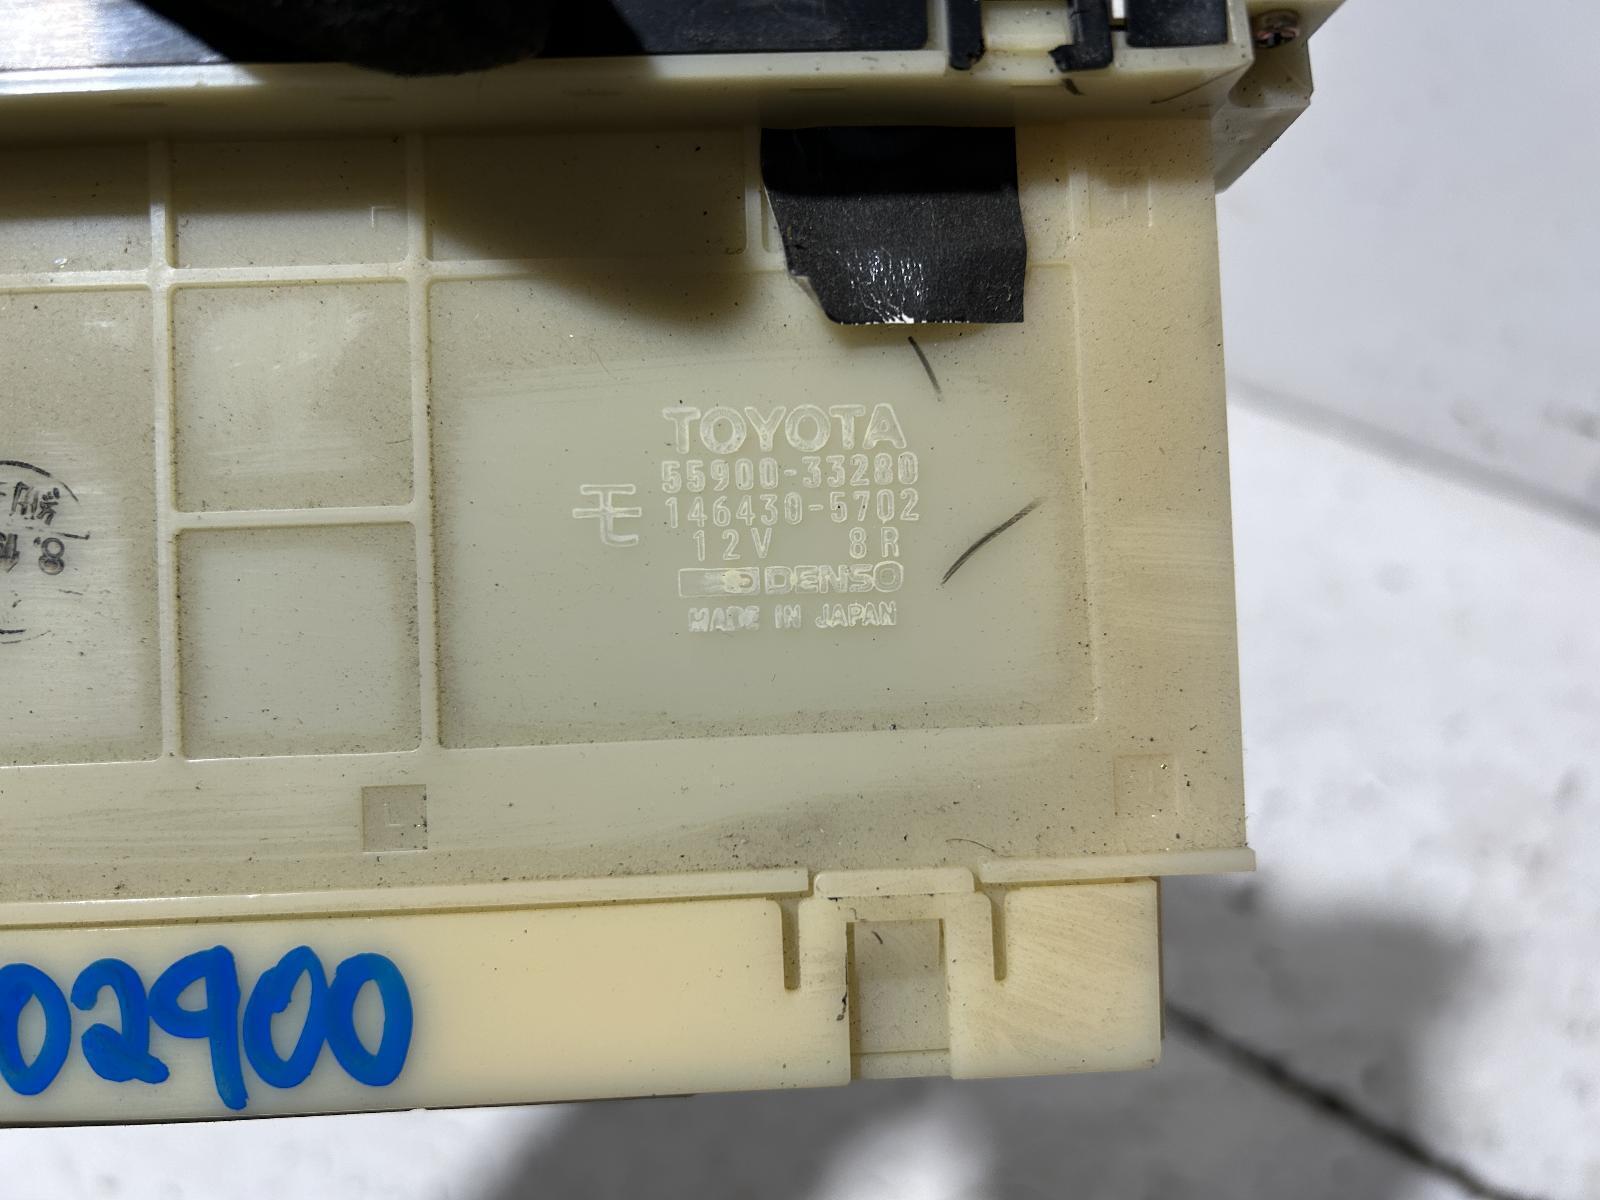 TOYOTA
55900-33280
146430-5702
12V 8R
DENSO
MADE IN JAPAN
02900